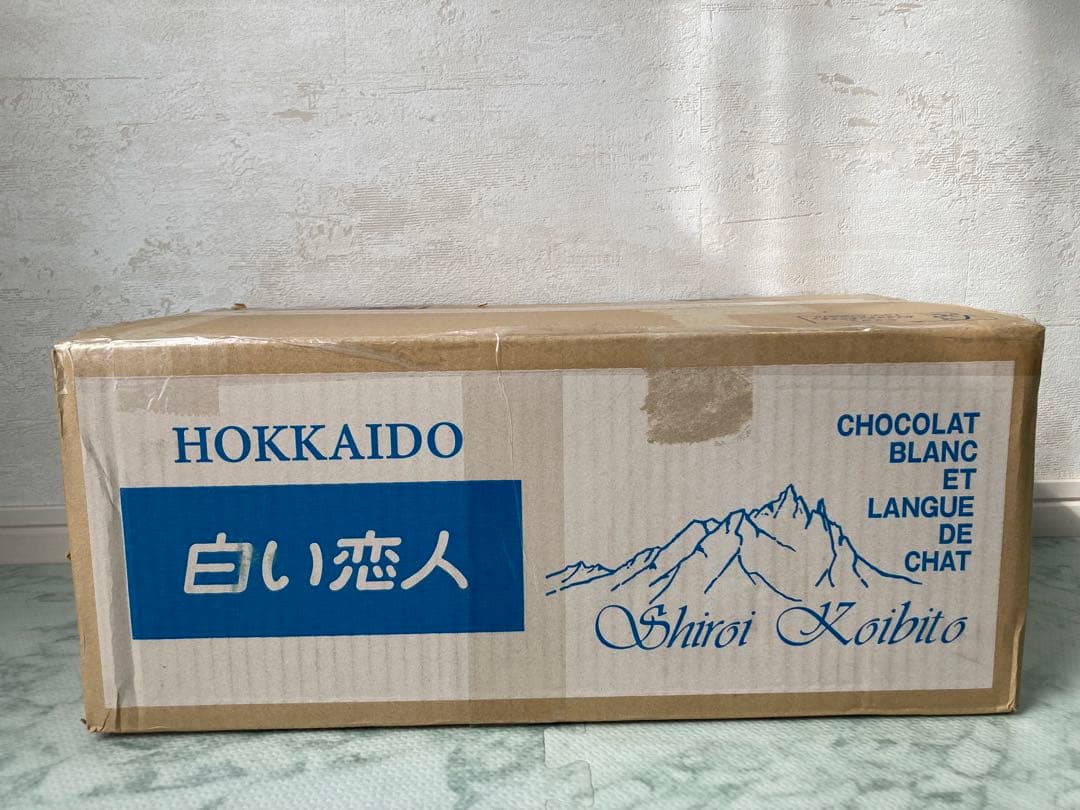 HOKKAIDO
白い恋人
CHOCOLAT
BLANC
ET
LANGUE
DE
CHAT
Shiroi Koibito